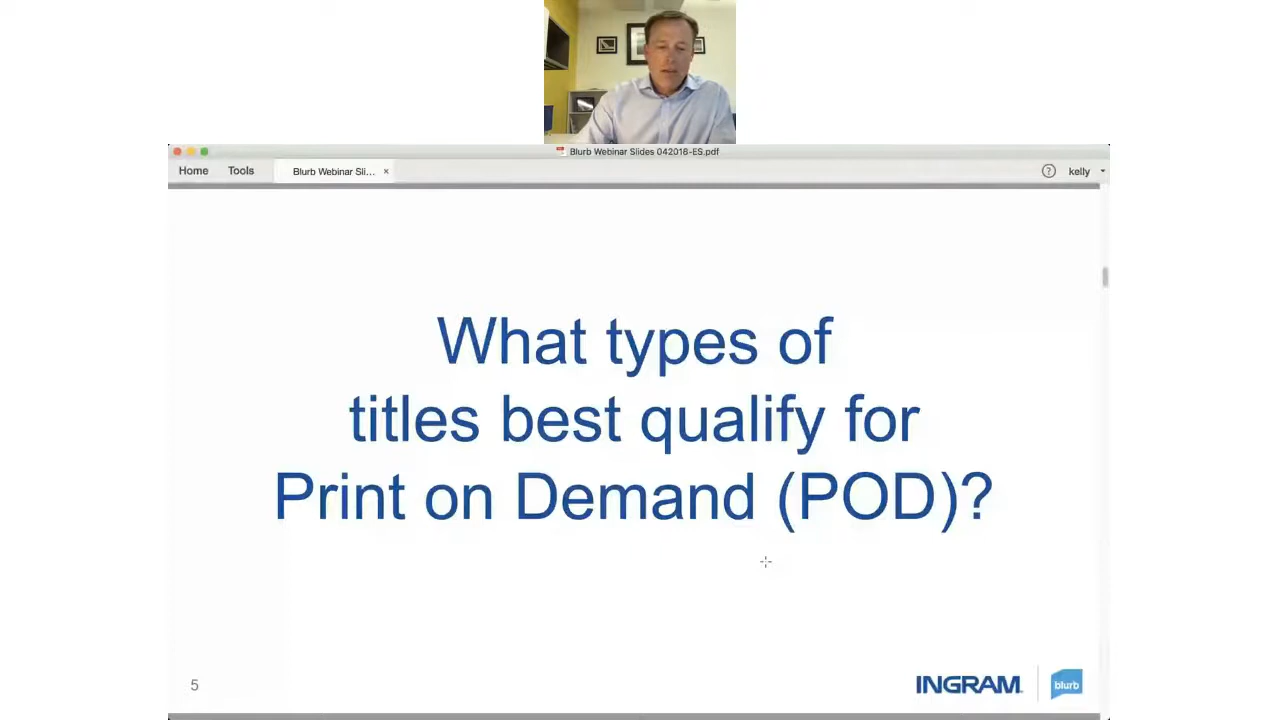 Blurb Webinar Slides 042018-ES.pdf
Home Tools Blurb Webinar Sli... × ? kelly
What types of
titles best qualify for
Print on Demand (POD)?
5
INGRAM blurb